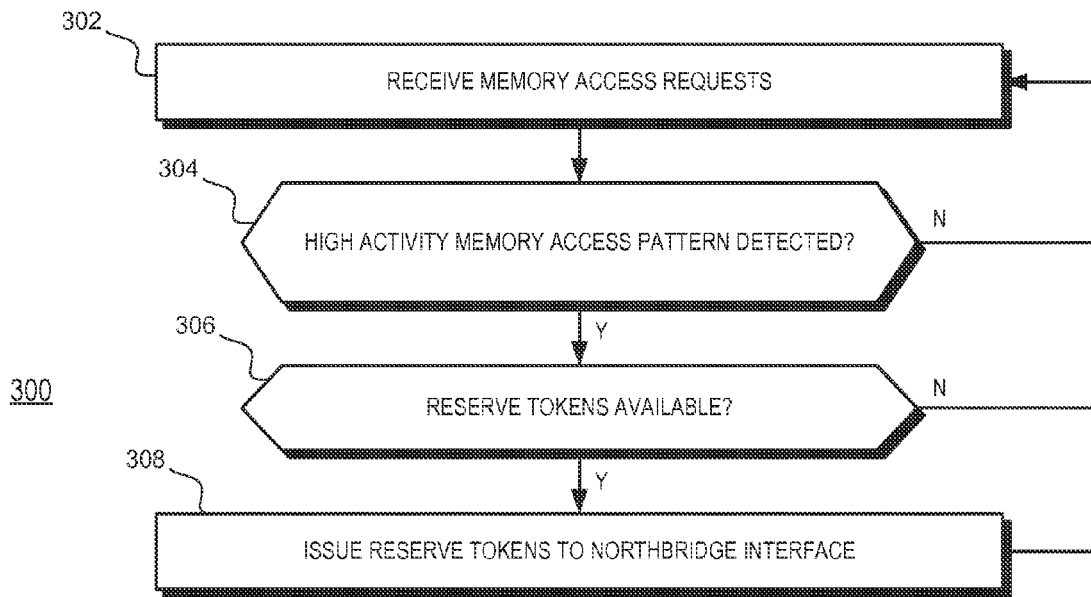 302
RECEIVE MEMORY ACCESS REQUESTS
304
HIGH ACTIVITY MEMORY ACCESS PATTERN DETECTED?
N
Y
306
300
RESERVE TOKENS AVAILABLE?
N
Y
308
ISSUE RESERVE TOKENS TO NORTHBRIDGE INTERFACE